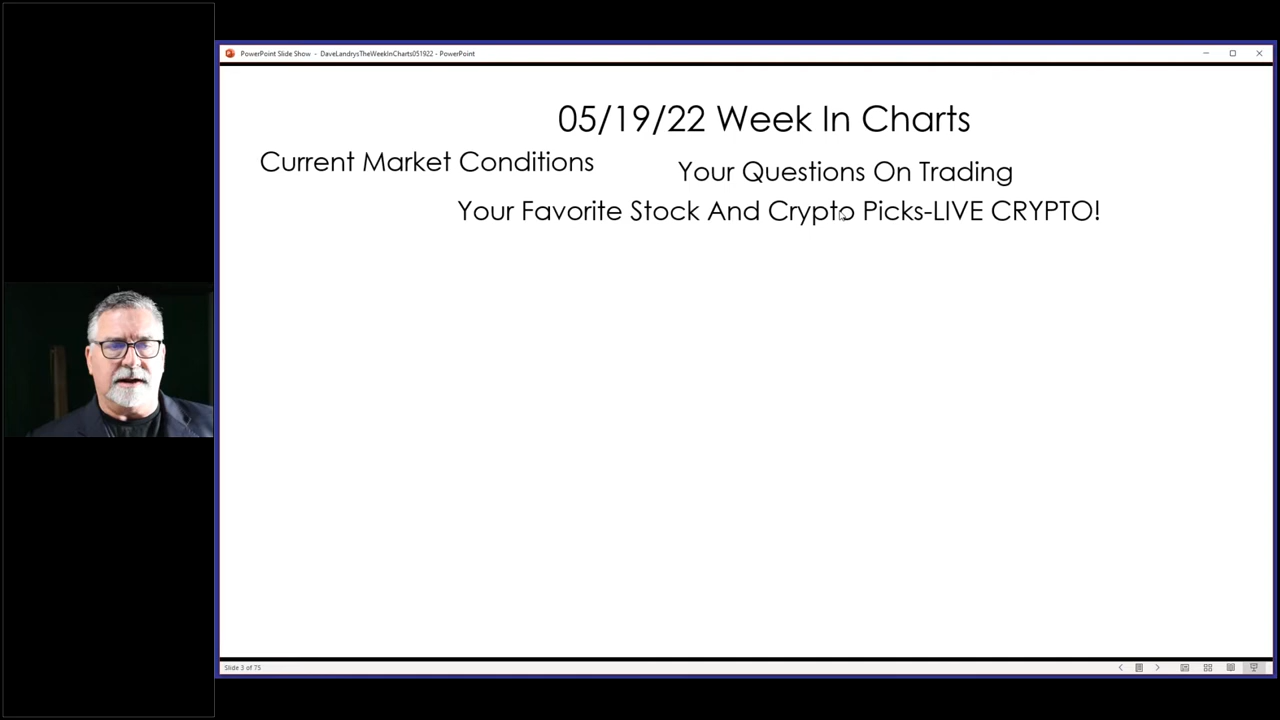 PowerPoint Slide Show - DaveLandrysTheWeekInCharts051922 - PowerPoint
05/19/22 Week In Charts
Current Market Conditions
Your Questions On Trading
Your Favorite Stock And Crypto Picks-LIVE CRYPTO!
Slide 3 of 75